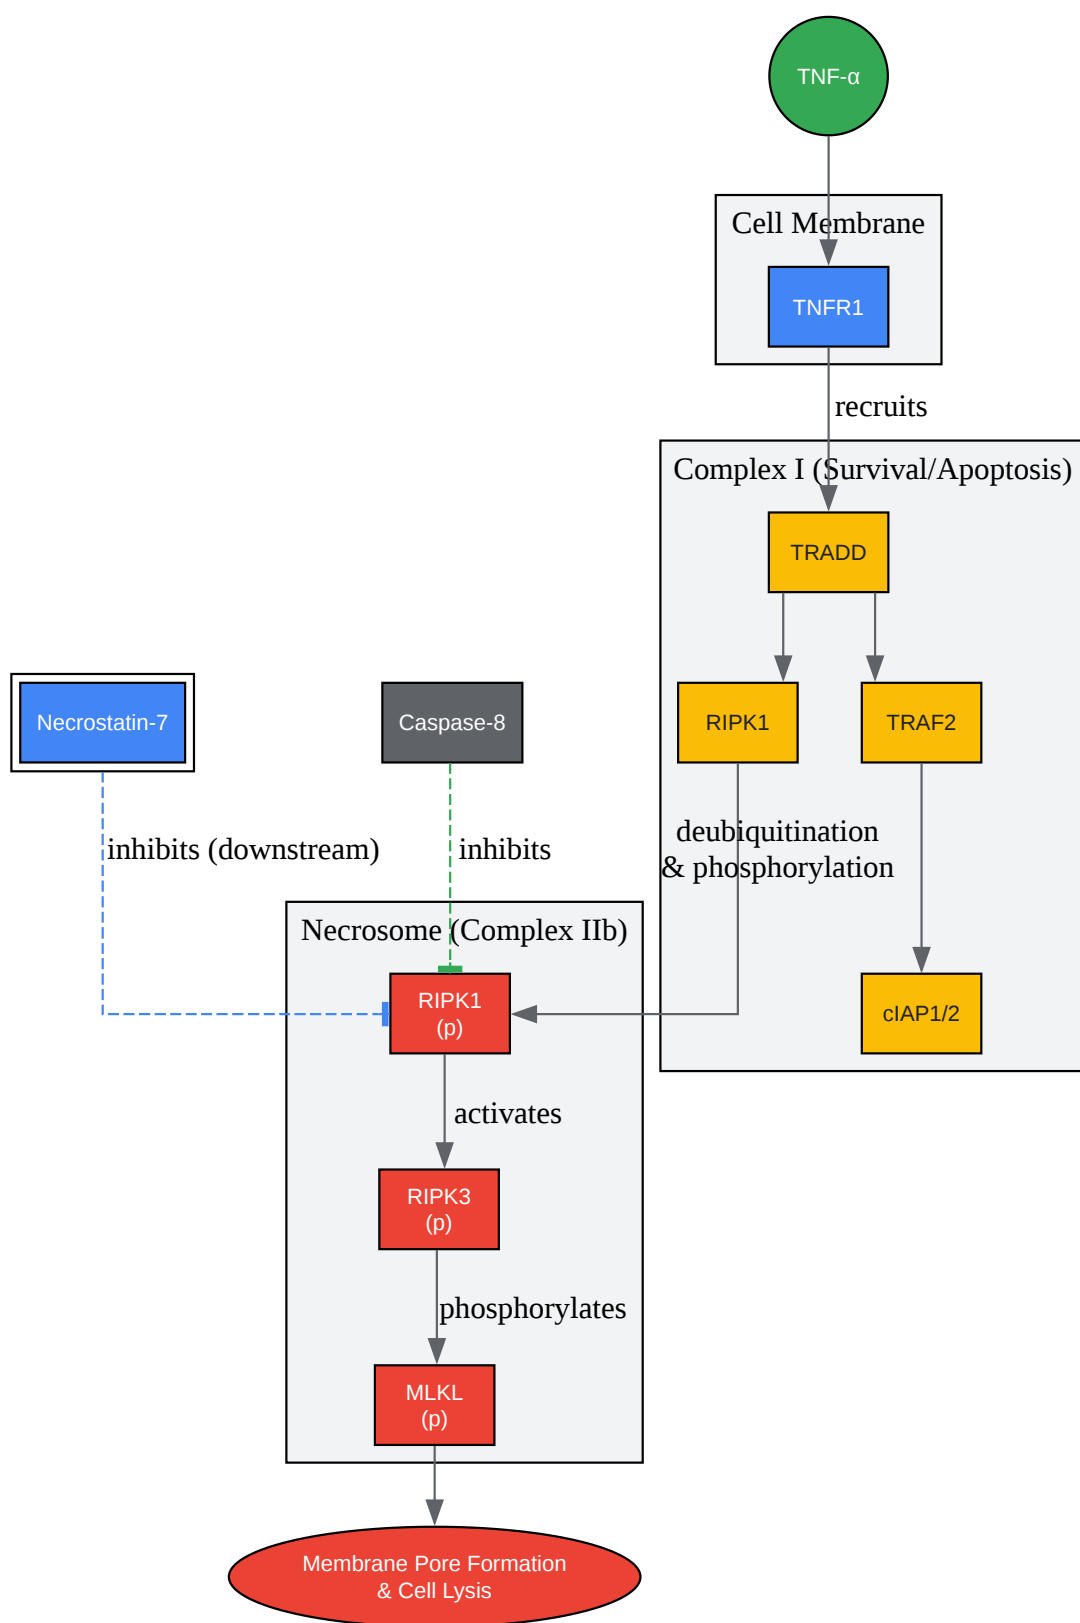 TNF-α
Cell Membrane
TNFR1
recruits
Complex I (Survival/Apoptosis)
TRADD
Necrostatin-7
Caspase-8
RIPK1
TRAF2
inhibits (downstream)
inhibits
deubiquitination
& phosphorylation
Necrosome (Complex IIb)
RIPK1
(p)
cIAP1/2
activates
RIPK3
(p)
phosphorylates
MLKL
(p)
Membrane Pore Formation
& Cell Lysis